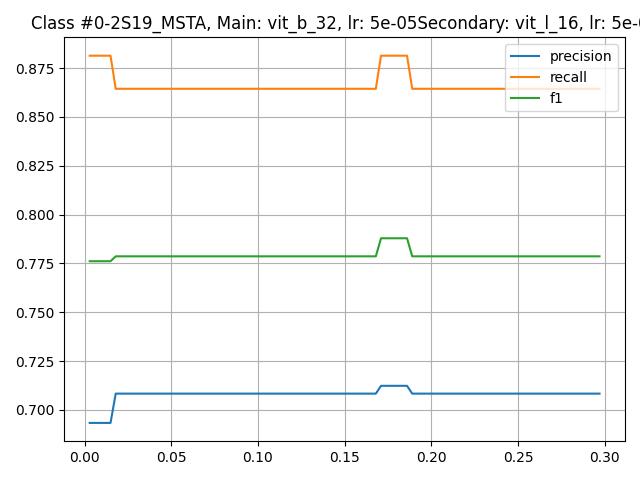 Class #0-2S19_MSTA, Main: vit_b_32, lr: 5e-05Secondary: vit_l_16, lr: 5e-
precision
recall
f1
0.875
0.850
0.825
0.800
0.775
0.750
0.725
0.700
0.00 0.05 0.10 0.15 0.20 0.25 0.30